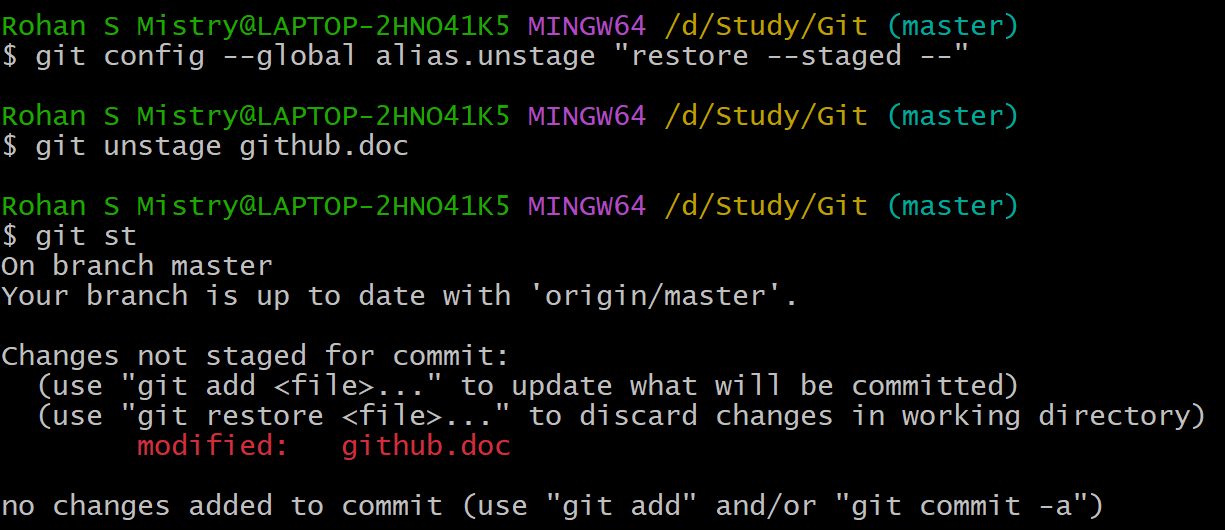 Rohan S Mistry@LAPTOP-2HNO41K5 MINGW64 /d/Study/Git (master)
$ git config --global alias.unstage "restore --staged --"
Rohan S Mistry@LAPTOP-2HNO41K5 MINGW64 /d/Study/Git (master)
$ git unstage github.doc
Rohan S Mistry@LAPTOP-2HNO41K5 MINGW64 /d/Study/Git (master)
$ git st
On branch master
Your branch is up to date with 'origin/master'.
Changes not staged for commit:
  (use "git add <file>..." to update what will be committed)
  (use "git restore <file>..." to discard changes in working directory)
        modified:   github.doc
no changes added to commit (use "git add" and/or "git commit -a")